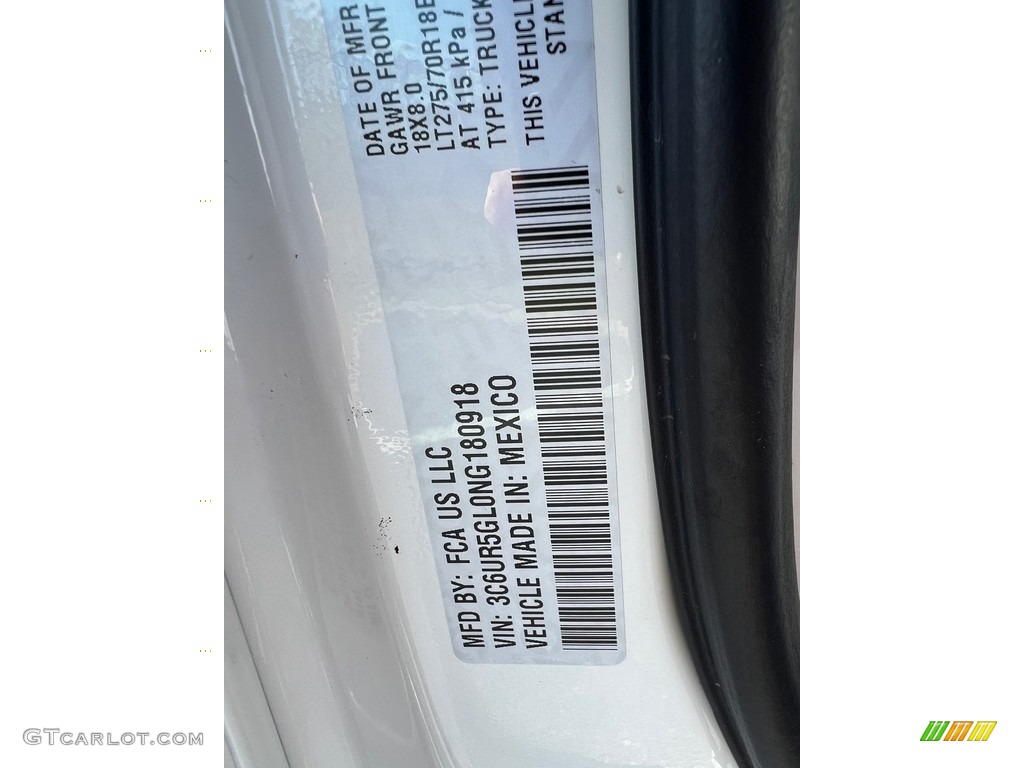 MFD BY: FCA US LLC
VIN: 3C6UR5GL0NG180918
VEHICLE MADE IN: MEXICO
DATE OF MFR
GAWR FRONT
18X8.0
LT275/70R18E
AT 415 kPa /
TYPE: TRUCK
THIS VEHICL
STAN
GTCARLOT.COM